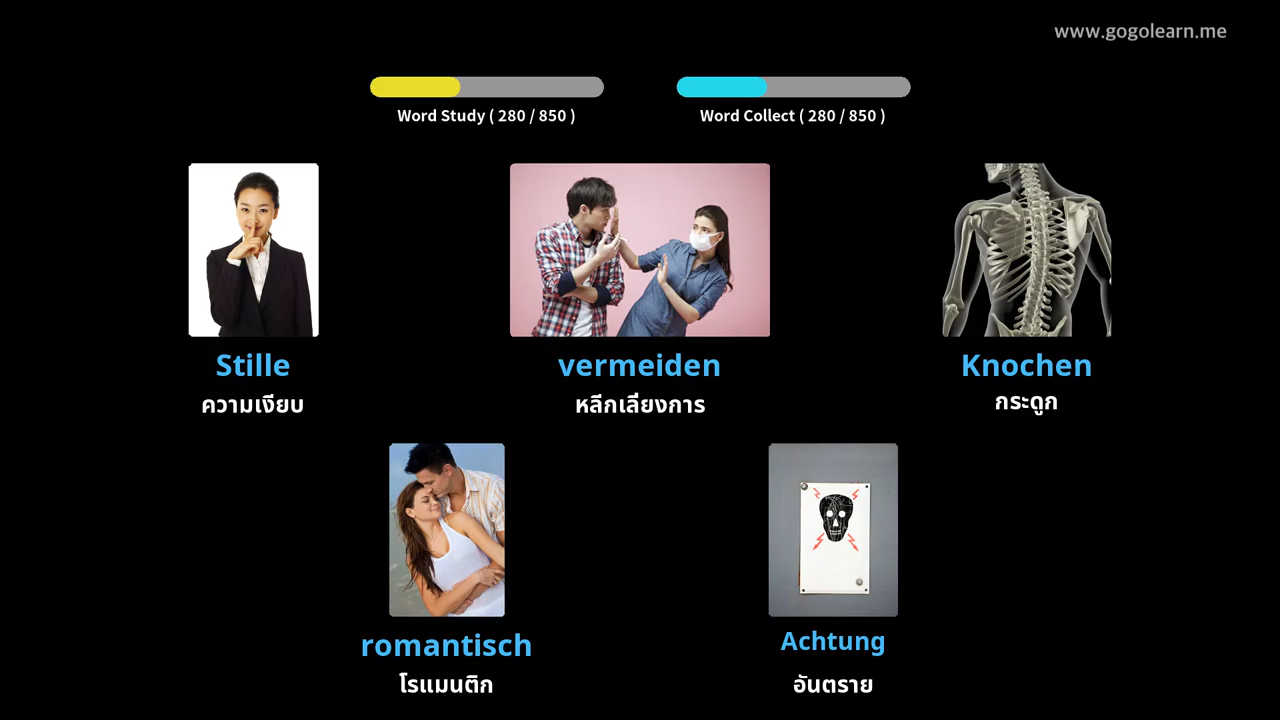 www.gogolearn.me
Word Study ( 280 / 850 )
Word Collect ( 280 / 850 )
Stille
ความเงียบ
vermeiden
หลีกเลี่ยงการ
Knochen
กระดูก
romantisch
โรแมนติก
Achtung
อันตราย